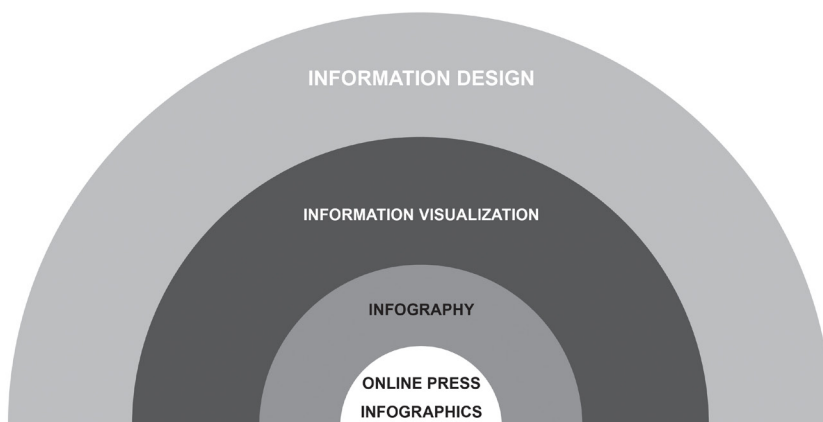 INFORMATION DESIGN
INFORMATION VISUALIZATION
INFOGRAPHY
ONLINE PRESS
INFOGRAPHICS